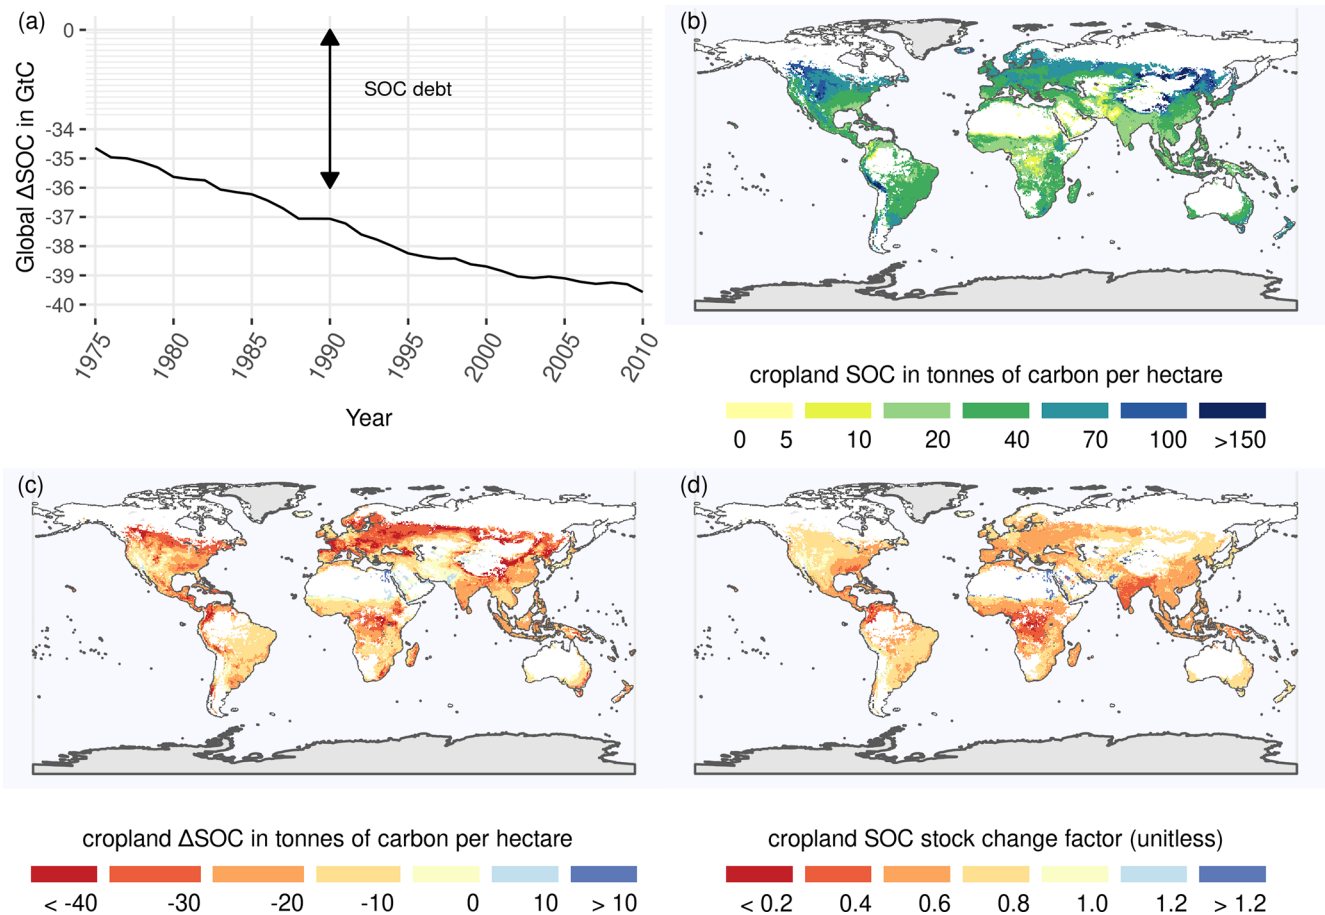 (a)
0
-34
-35
-36
-37
-38
-39
-40
Global ΔSOC in GtC
SOC debt
1975 1980 1985 1990 1995 2000 2005 2010
Year
(b)
cropland SOC in tonnes of carbon per hectare
0 5 10 20 40 70 100 >150
(c)
cropland ΔSOC in tonnes of carbon per hectare
< -40 -30 -20 -10 0 10 > 10
(d)
cropland SOC stock change factor (unitless)
< 0.2 0.4 0.6 0.8 1.0 1.2 > 1.2